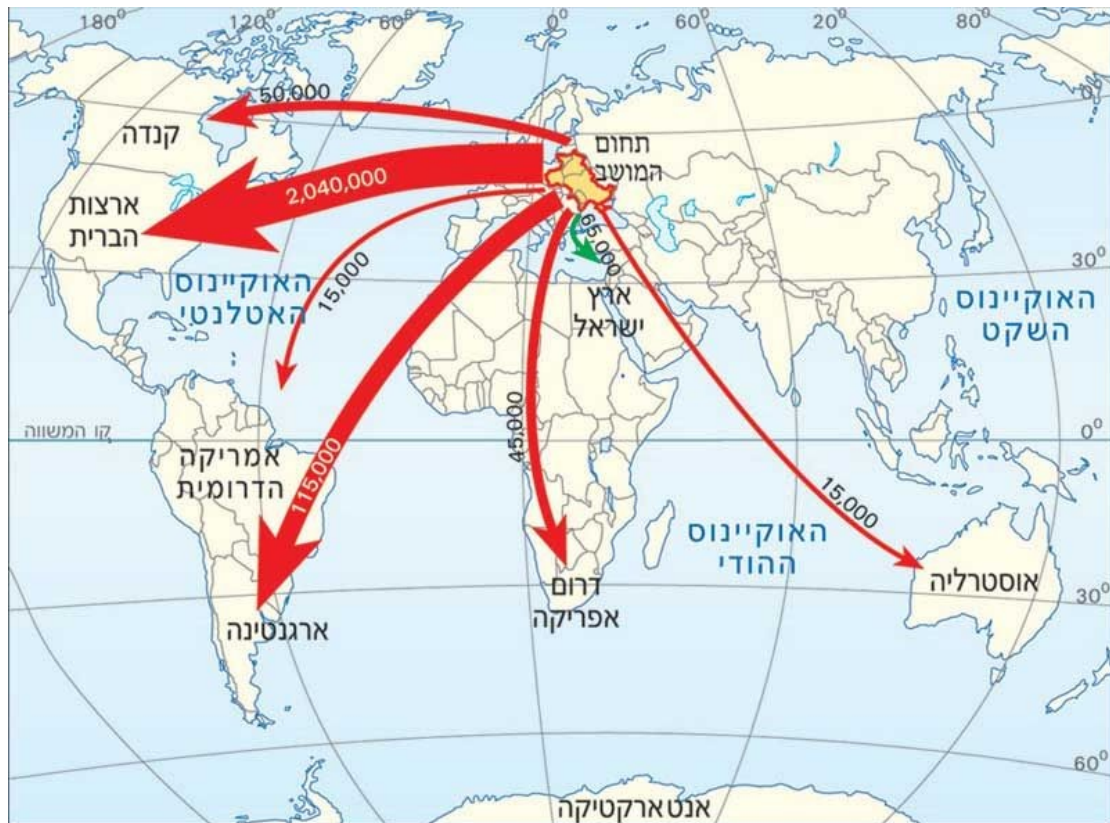 180°
120°
60°
0°
60°
20°
80°
50,000
קנדה
תחום
המושב
0°
2,040,000
ארצות
הברית
65,000
30°
15,000
האוקיינוס
האטלנטי
ארץ
ישראל
האוקיינוס
השקט
קו המשווה
0°
אמריקה
הדרומית
115,000
45,000
15,000
האוקיינוס
ההודי
דרום
אפריקה
אוסטרליה
30°
ארגנטינה
60°
אנטארקטיקה